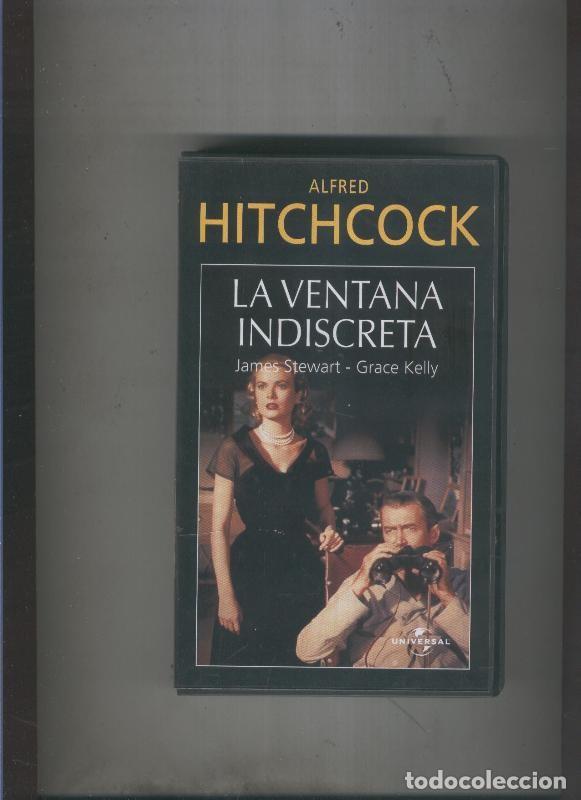 ALFRED
HITCHCOCK
LA VENTANA
INDISCRETA
James Stewart - Grace Kelly
UNIVERSAL
todocoleccion